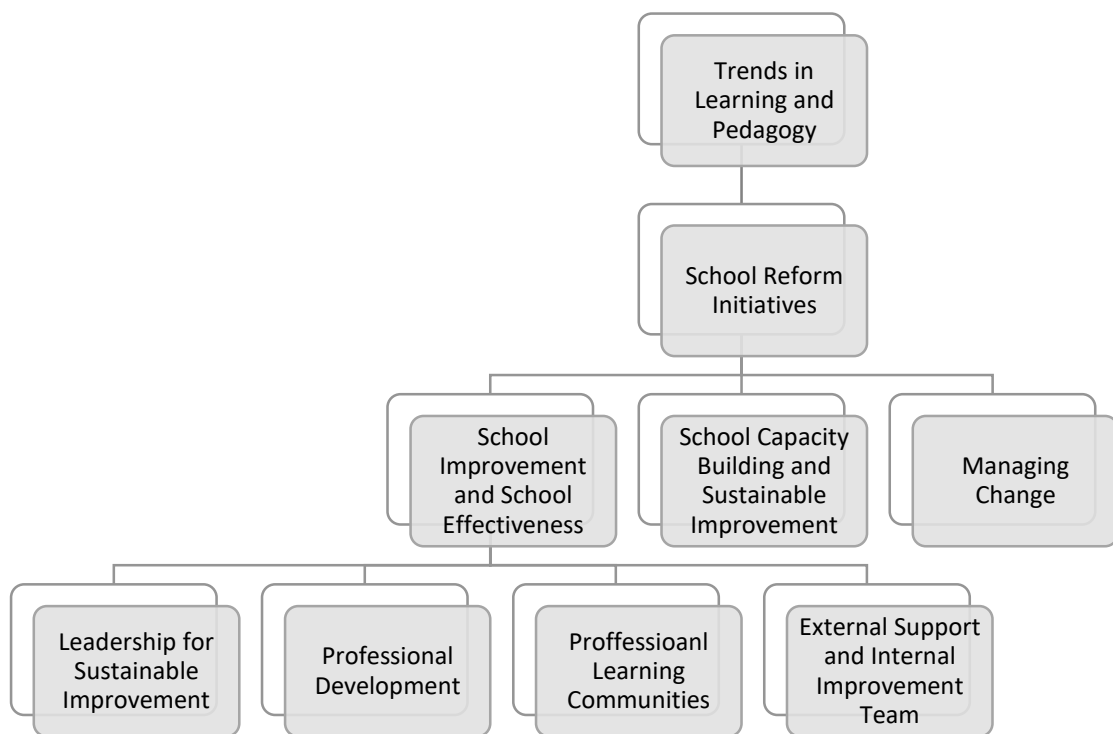 Trends in
Learning and
Pedagogy
School Reform
Initiatives
School
Improvement
and School
Effectiveness
School Capacity
Building and
Sustainable
Improvement
Managing
Change
Leadership for
Sustainable
Improvement
Professional
Development
Proffessioanl
Learning
Communities
External Support
and Internal
Improvement
Team